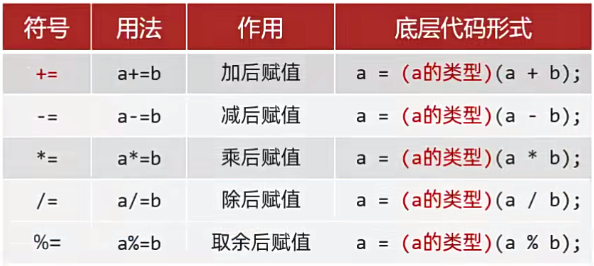 符号 用法 作用 底层代码形式
+= a+=b 加后赋值 a = (a的类型)(a + b);
-= a-=b 减后赋值 a = (a的类型)(a - b);
*= a*=b 乘后赋值 a = (a的类型)(a * b);
/= a/=b 除后赋值 a = (a的类型)(a / b);
%= a%=b 取余后赋值 a = (a的类型)(a % b);